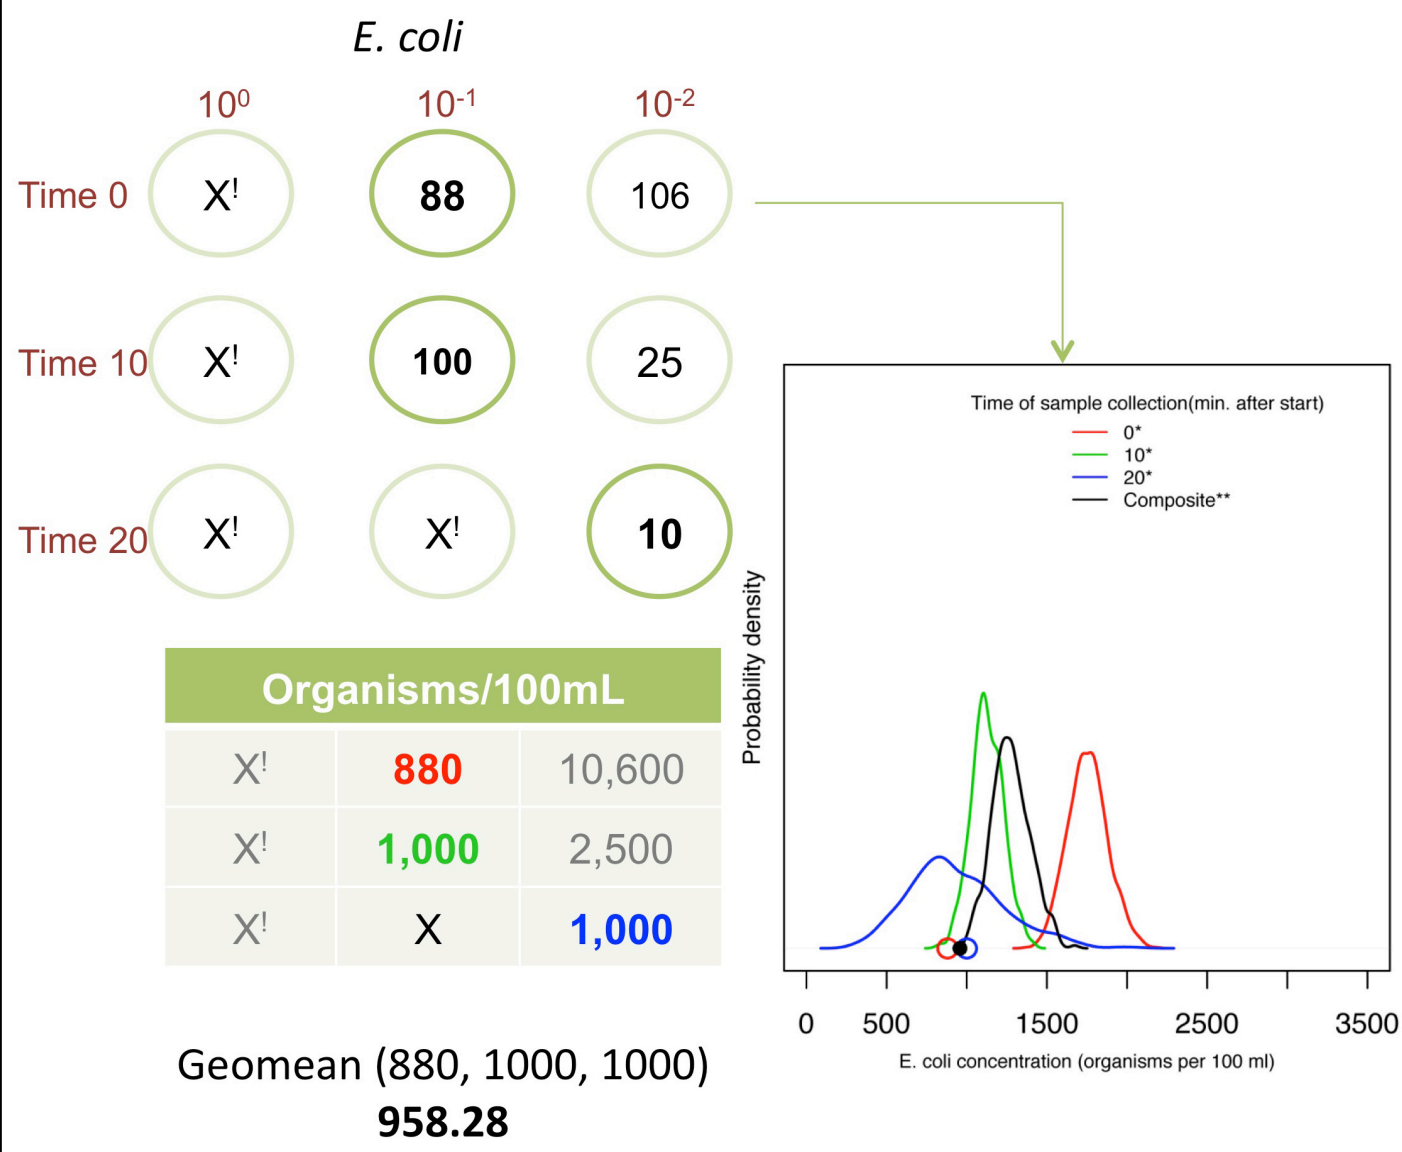 E. coli
10⁰ 10⁻¹ 10⁻²
Time 0 X! 88 106
Time 10 X! 100 25
Time 20 X! X! 10
Organisms/100mL
X! 880 10,600
X! 1,000 2,500
X! X 1,000
Geomean (880, 1000, 1000)
958.28
Time of sample collection(min. after start)
0*
10*
20*
Composite**
Probability density
0 500 1500 2500 3500
E. coli concentration (organisms per 100 ml)